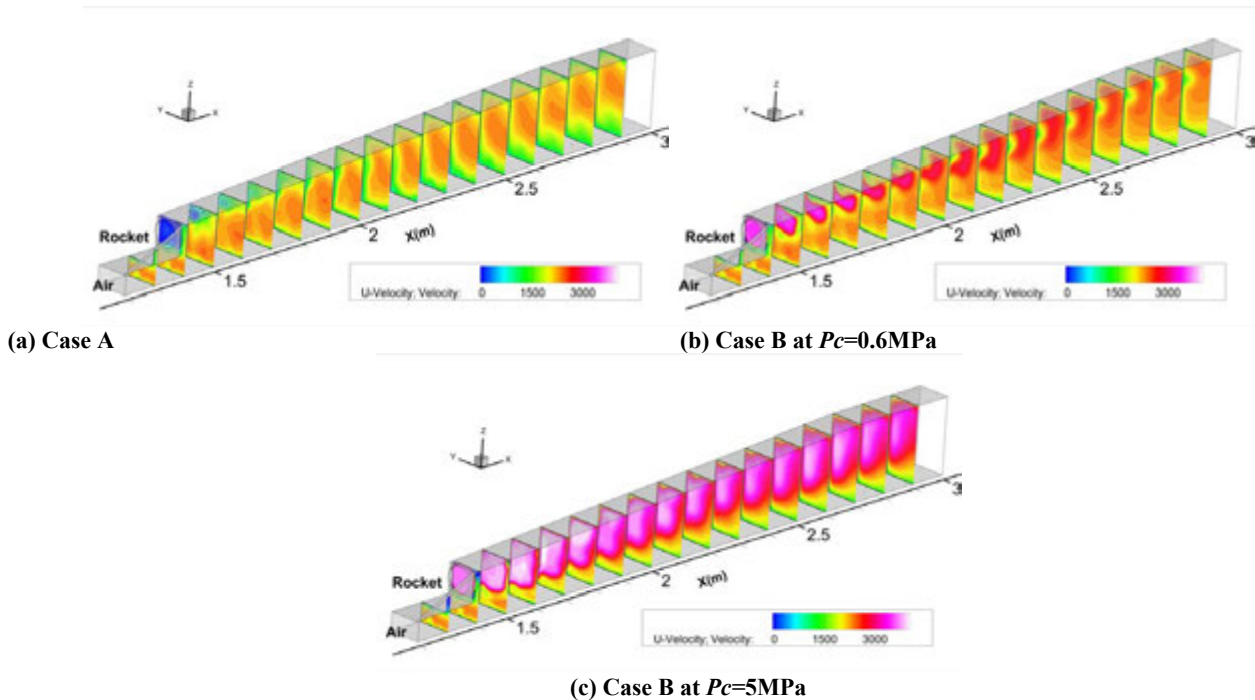 Z
Y
X
3
2.5
Rocket
2
X(m)
1.5
Air
U-Velocity; Velocity: 0 1500 3000
(a) Case A
Z
Y
X
3
2.5
Rocket
2
X(m)
1.5
Air
U-Velocity; Velocity: 0 1500 3000
(b) Case B at Pc=0.6MPa
Z
Y
X
3
2.5
Rocket
2
X(m)
1.5
Air
U-Velocity; Velocity: 0 1500 3000
(c) Case B at Pc=5MPa